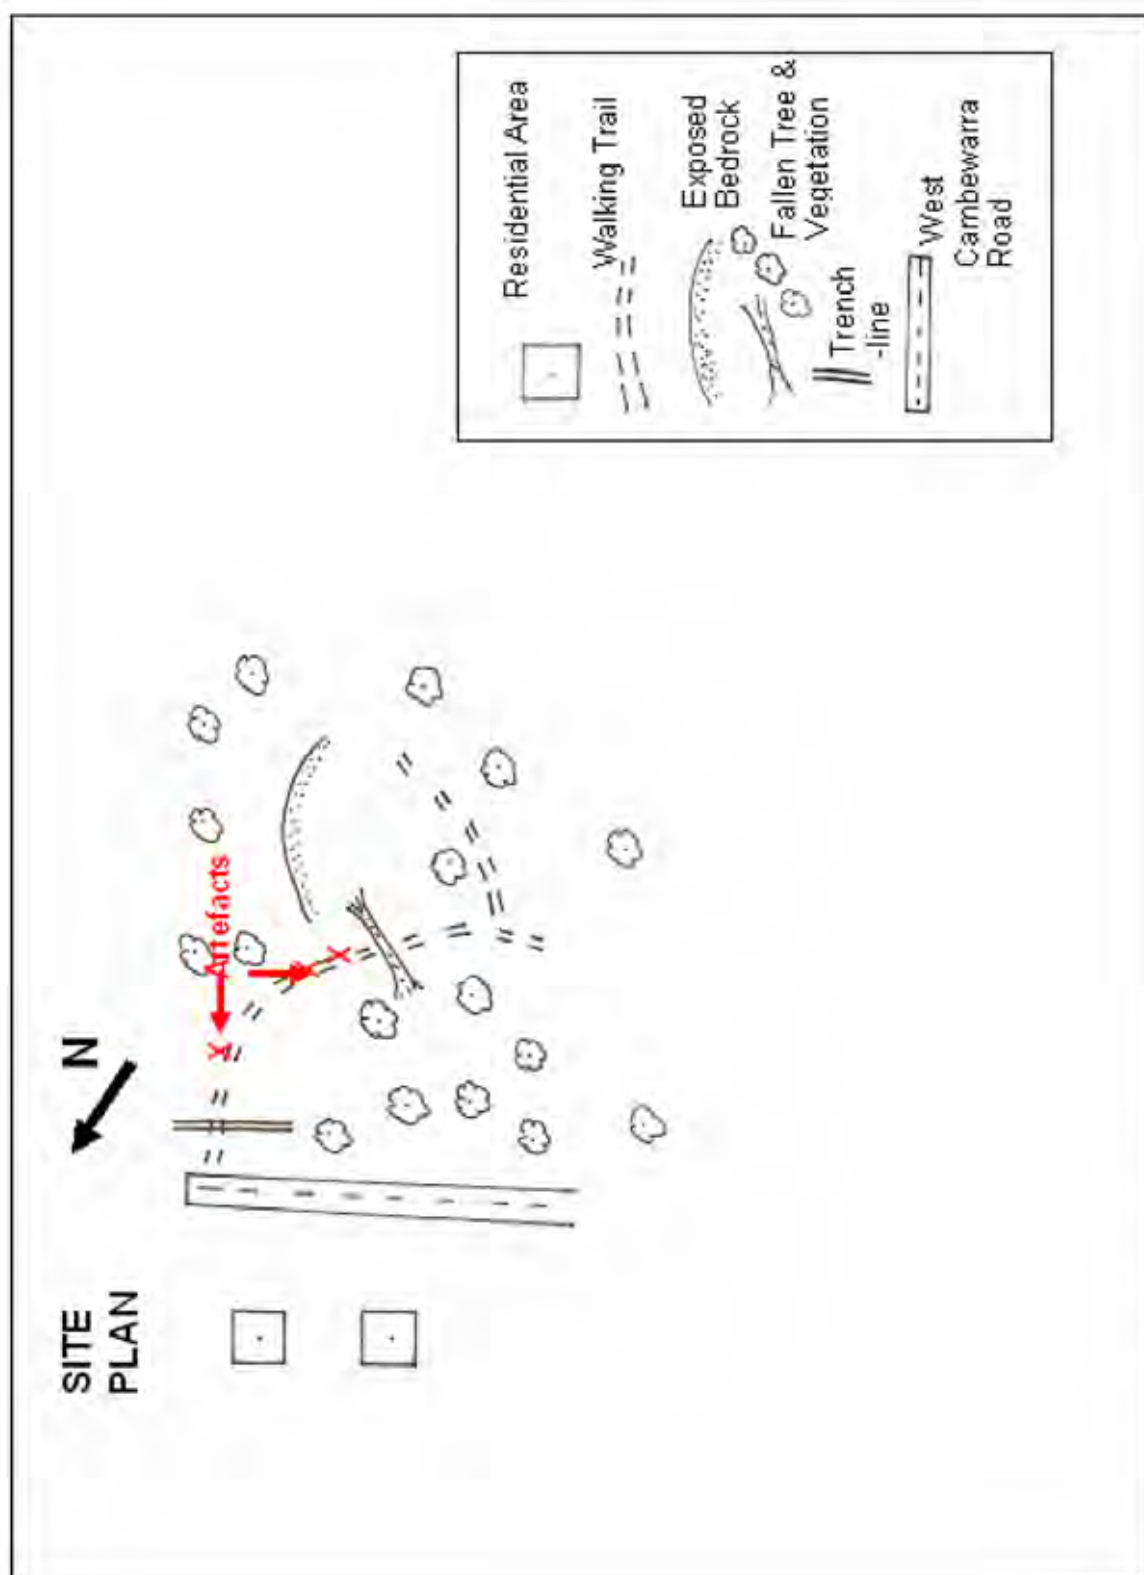 SITE
PLAN
N
Artefacts
Residential Area
Walking Trail
Exposed
Bedrock
Fallen Tree &
Vegetation
Trench
-line
West
Cambewarra
Road